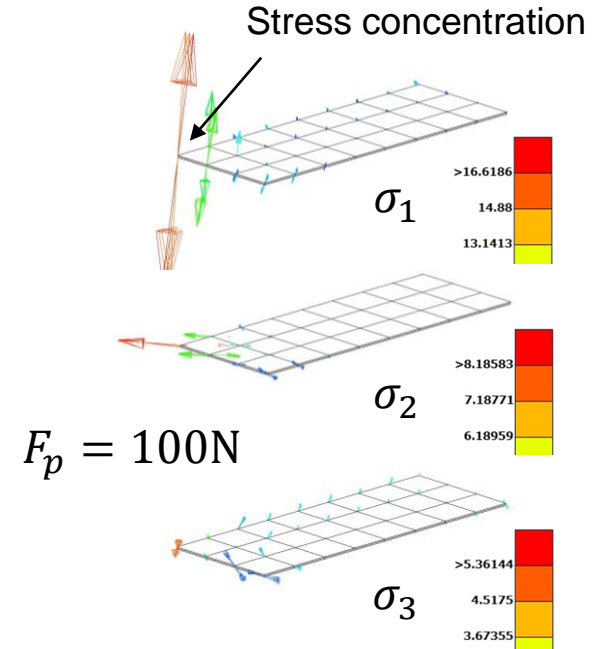 Stress concentration
>16.6186
σ₁
14.88
13.1413
>8.18583
σ₂
7.18771
6.18959
Fₚ = 100N
>5.36144
σ₃
4.5175
3.67355